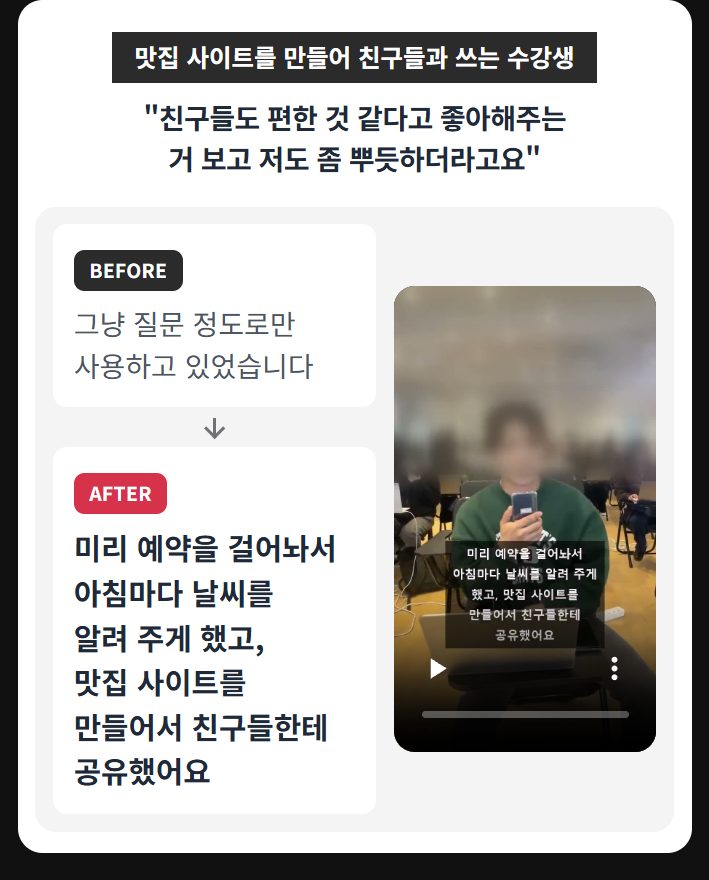 맛집 사이트를 만들어 친구들과 쓰는 수강생
"친구들도 편한 것 같다고 좋아해주는
거 보고 저도 좀 뿌듯하더라고요"
BEFORE
그냥 질문 정도로만
사용하고 있었습니다
AFTER
미리 예약을 걸어놔서
아침마다 날씨를
알려 주게 했고,
맛집 사이트를
만들어서 친구들한테
공유했어요
미리 예약을 걸어놔서
아침마다 날씨를 알려 주게
했고, 맛집 사이트를
만들어서 친구들한테
공유했어요